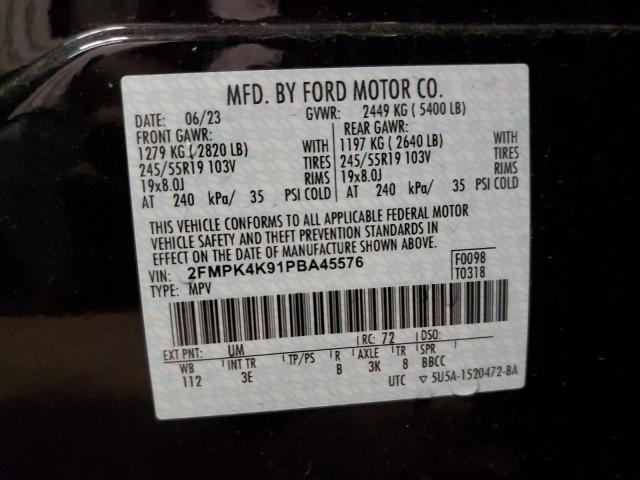 MFD. BY FORD MOTOR CO.
DATE: 06/23 GVWR: 2449 KG ( 5400 LB)
FRONT GAWR: REAR GAWR:
1279 KG ( 2820 LB) WITH 1197 KG ( 2640 LB) WITH
245/55R19 103V TIRES 245/55R19 103V TIRES
19x8.0J RIMS 19x8.0J RIMS
AT 240 kPa/ 35 PSI COLD AT 240 kPa/ 35 PSI COLD
THIS VEHICLE CONFORMS TO ALL APPLICABLE FEDERAL MOTOR
VEHICLE SAFETY AND THEFT PREVENTION STANDARDS IN
EFFECT ON THE DATE OF MANUFACTURE SHOWN ABOVE.
VIN: 2FMPK4K91PBA45576 F0098
TYPE: MPV T0318
EXT PNT: UM RC: 72 DSO:
WB INT TR TP/PS R AXLE TR SPR
112 3E B 3K 8 BBCC
UTC ▽ 5U5A-1520472-BA